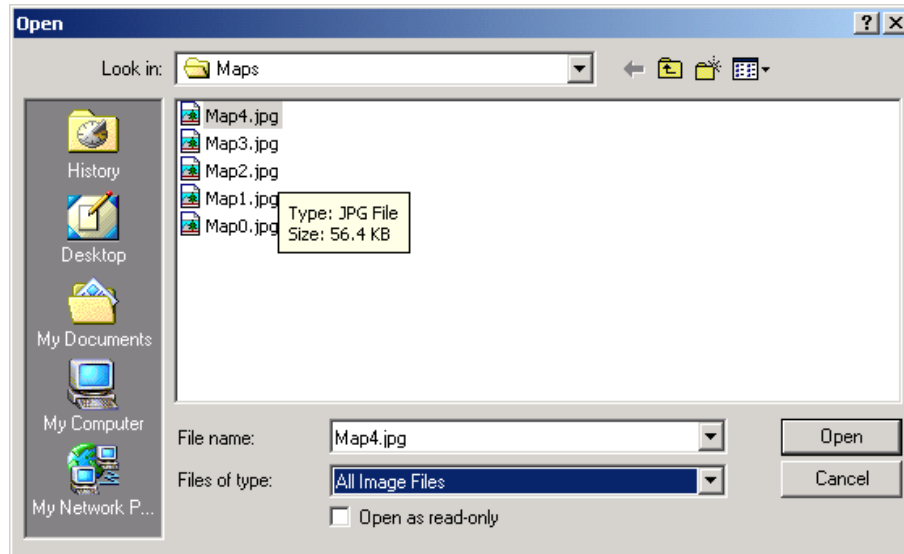 Open
Look in: Maps
History
Desktop
My Documents
My Computer
My Network P...
Map4.jpg
Map3.jpg
Map2.jpg
Map1.jpg
Map0.jpg
Type: JPG File
Size: 56.4 KB
File name: Map4.jpg Open
Files of type: All Image Files Cancel
Open as read-only